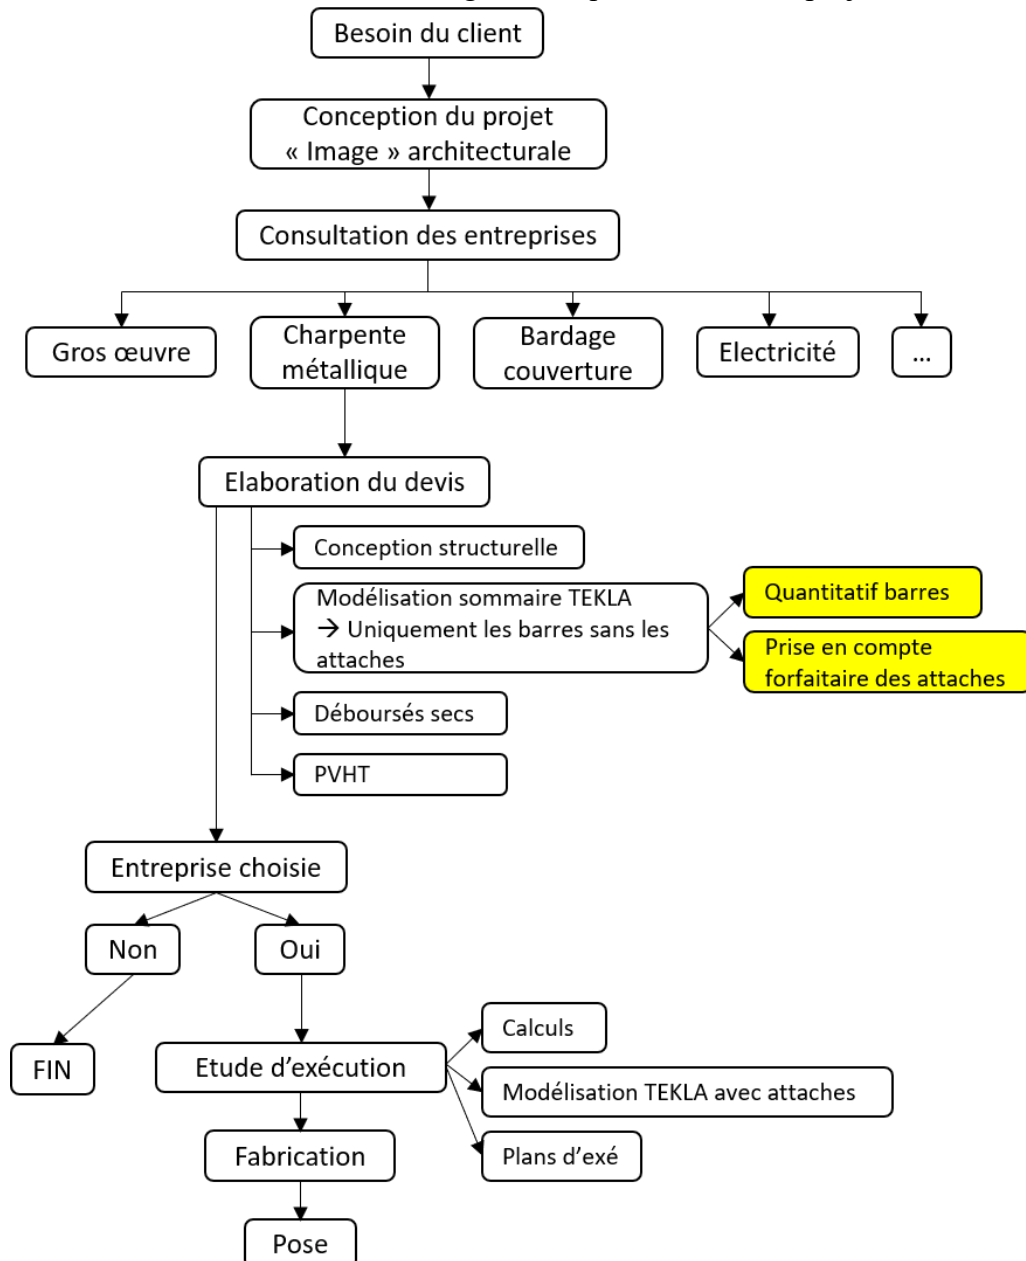 Besoin du client
Conception du projet
« Image » architecturale
Consultation des entreprises
Gros œuvre
Charpente
métallique
Bardage
couverture
Electricité
...
Elaboration du devis
Conception structurelle
Modélisation sommaire TEKLA
→ Uniquement les barres sans les
attaches
Quantitatif barres
Prise en compte
forfaitaire des attaches
Déboursés secs
PVHT
Entreprise choisie
Non
Oui
FIN
Etude d’exécution
Calculs
Modélisation TEKLA avec attaches
Plans d’exé
Fabrication
Pose